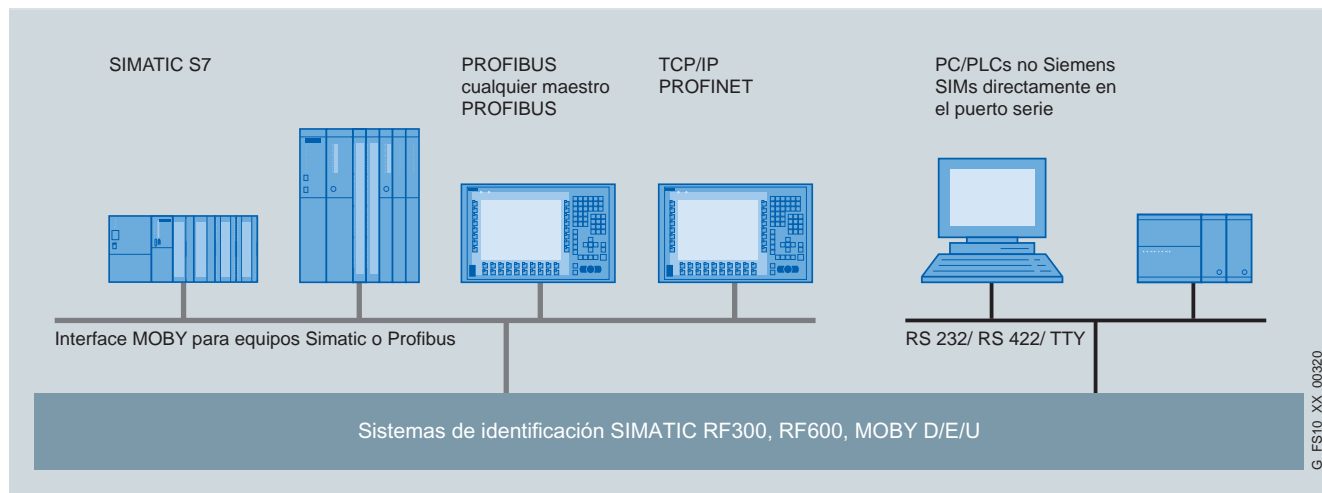 SIMATIC S7
PROFIBUS
cualquier maestro
PROFIBUS
TCP/IP
PROFINET
PC/PLCs no Siemens
SIMs directamente en
el puerto serie
Interface MOBY para equipos Simatic o Profibus
RS 232/ RS 422/ TTY
Sistemas de identificación SIMATIC RF300, RF600, MOBY D/E/U
G_FS10_XX_00320